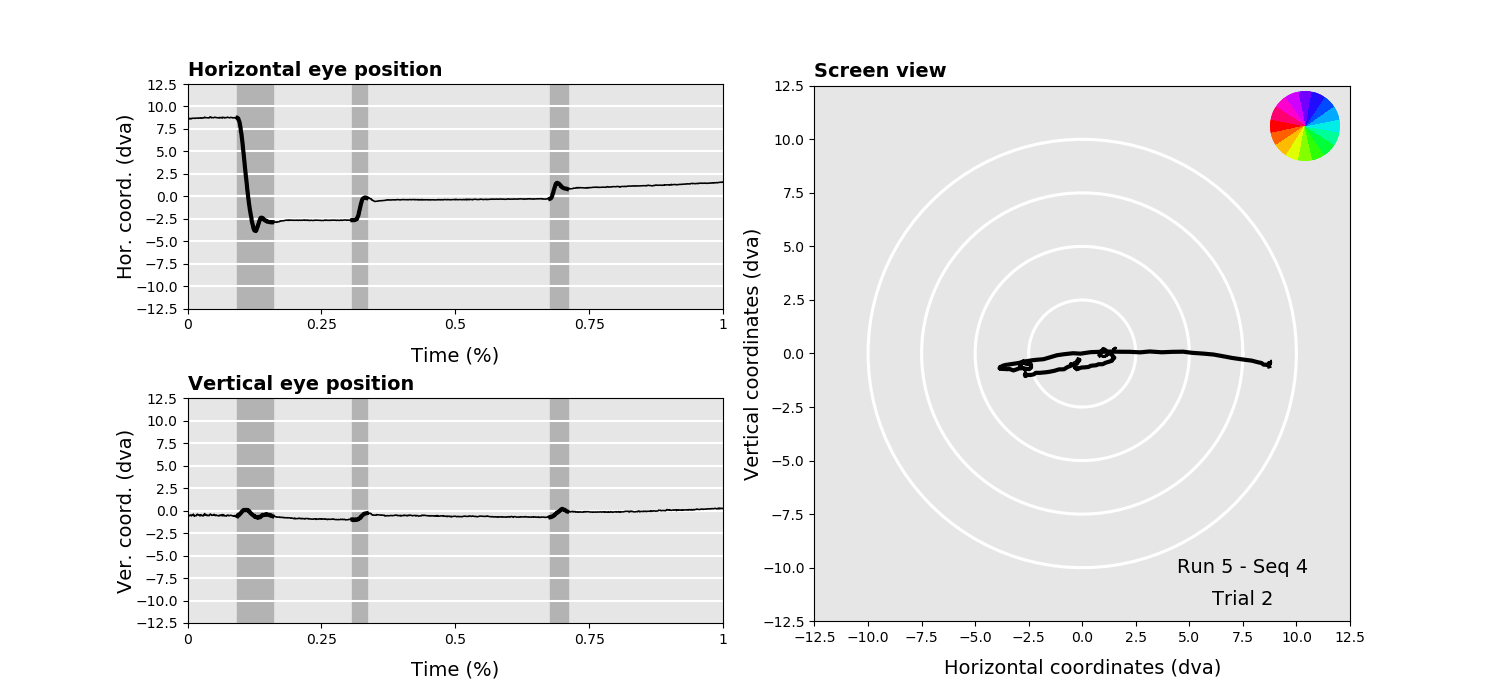 Horizontal eye position
12.5
10.0
7.5
5.0
2.5
0.0
−2.5
−5.0
−7.5
−10.0
−12.5
Hor. coord. (dva)
0 0.25 0.5 0.75 1
Time (%)
Vertical eye position
12.5
10.0
7.5
5.0
2.5
0.0
−2.5
−5.0
−7.5
−10.0
−12.5
Ver. coord. (dva)
0 0.25 0.5 0.75 1
Time (%)
Screen view
12.5
10.0
7.5
5.0
2.5
0.0
−2.5
−5.0
−7.5
−10.0
−12.5
Vertical coordinates (dva)
Run 5 - Seq 4
Trial 2
−12.5 −10.0 −7.5 −5.0 −2.5 0.0 2.5 5.0 7.5 10.0 12.5
Horizontal coordinates (dva)